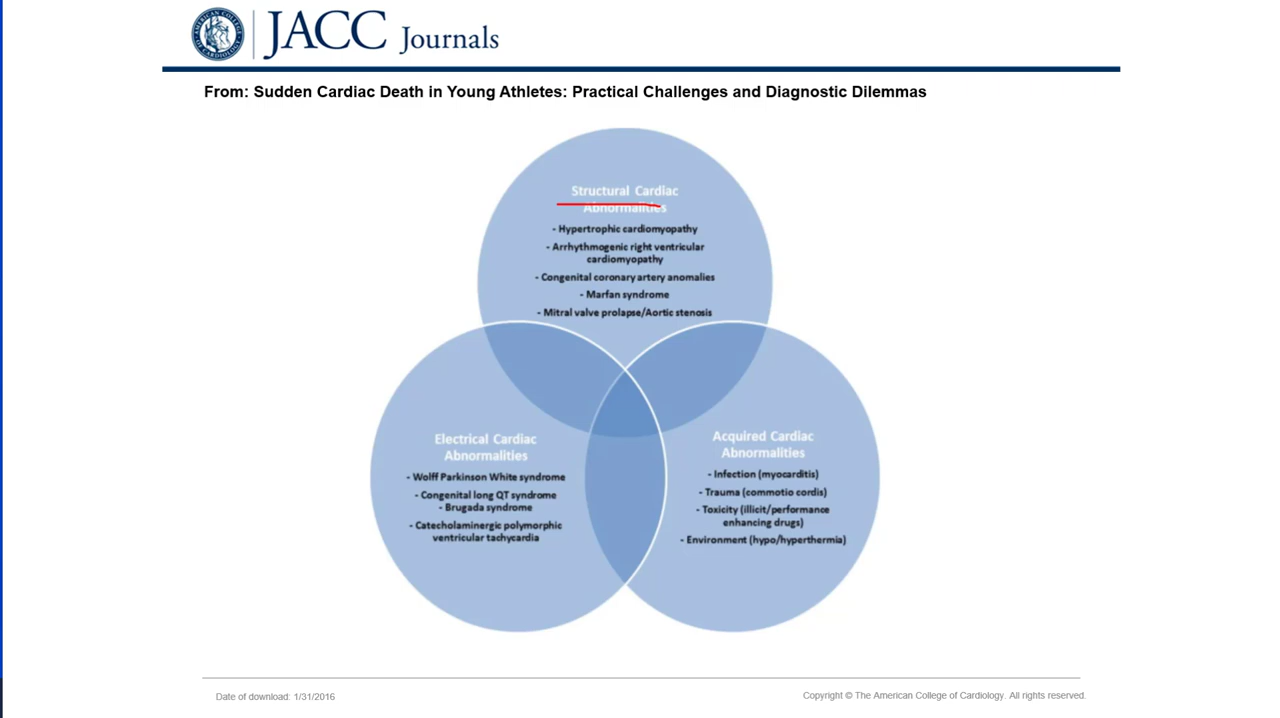 JACC Journals
AMERICAN COLLEGE OF CARDIOLOGY
From: Sudden Cardiac Death in Young Athletes: Practical Challenges and Diagnostic Dilemmas
Structural Cardiac
Abnormalities
- Hypertrophic cardiomyopathy
- Arrhythmogenic right ventricular
cardiomyopathy
- Congenital coronary artery anomalies
- Marfan syndrome
- Mitral valve prolapse/Aortic stenosis
Electrical Cardiac
Abnormalities
- Wolff Parkinson White syndrome
- Congenital long QT syndrome
- Brugada syndrome
- Catecholaminergic polymorphic
ventricular tachycardia
Acquired Cardiac
Abnormalities
- Infection (myocarditis)
- Trauma (commotio cordis)
- Toxicity (illicit/performance
enhancing drugs)
- Environment (hypo/hyperthermia)
Date of download: 1/31/2016
Copyright © The American College of Cardiology. All rights reserved.